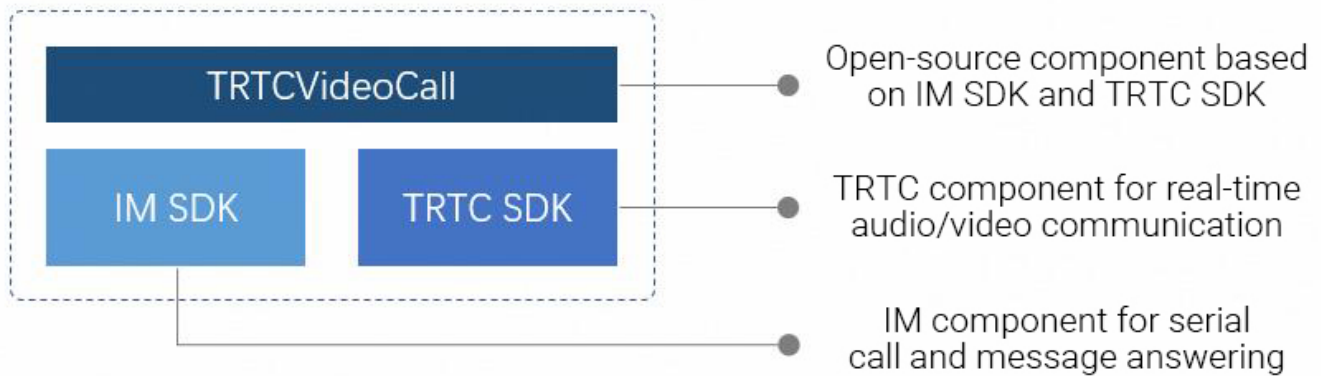 TRTCVideoCall
Open-source component based
on IM SDK and TRTC SDK
IM SDK
TRTC SDK
TRTC component for real-time
audio/video communication
IM component for serial
call and message answering